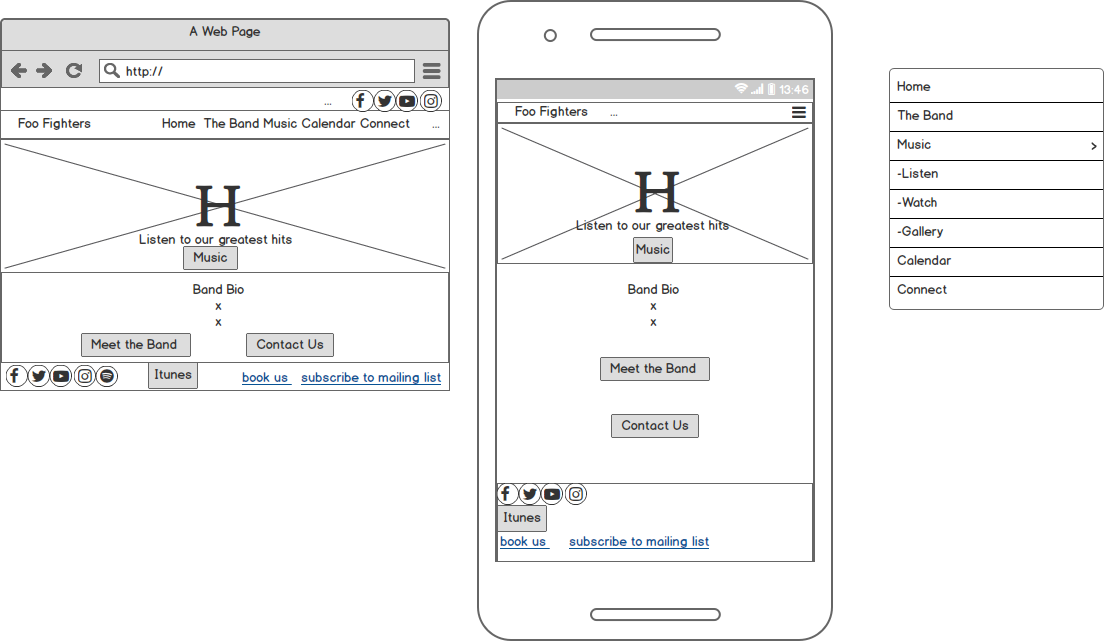 A Web Page
http://
...
Foo Fighters Home The Band Music Calendar Connect ...
H
Listen to our greatest hits
Music
Band Bio
x
x
Meet the Band Contact Us
Itunes book us subscribe to mailing list
13:46
Foo Fighters ...
H
Listen to our greatest hits
Music
Band Bio
x
x
Meet the Band
Contact Us
Itunes
book us subscribe to mailing list
Home
The Band
Music >
-Listen
-Watch
-Gallery
Calendar
Connect